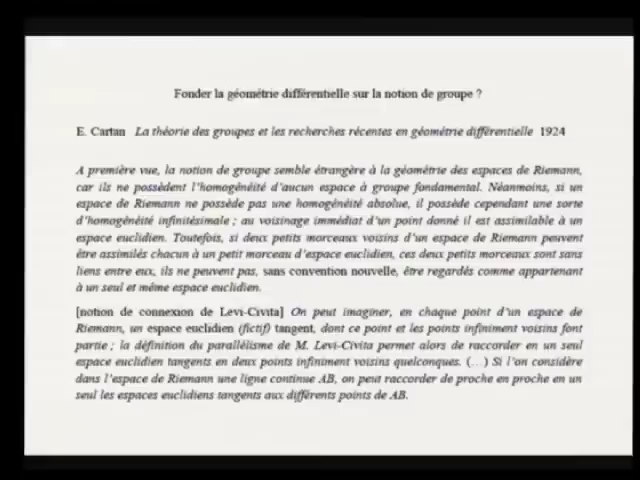 Fonder la géométrie différentielle sur la notion de groupe ?
E. Cartan La théorie des groupes et les recherches récentes en géométrie différentielle 1924
A première vue, la notion de groupe semble étrangère à la géométrie des espaces de Riemann,
car ils ne possèdent l'homogénéité d'aucun espace à groupe fondamental. Néanmoins, si un
espace de Riemann ne possède pas une homogénéité absolue, il possède cependant une sorte
d'homogénéité infinitésimale ; au voisinage immédiat d'un point donné il est assimilable à un
espace euclidien. Toutefois, si deux petits morceaux voisins d'un espace de Riemann peuvent
être assimilés chacun à un petit morceau d'espace euclidien, ces deux petits morceaux sont sans
liens entre eux, ils ne peuvent pas, sans convention nouvelle, être regardés comme appartenant
à un seul et même espace euclidien.
[notion de connexion de Levi-Civita] On peut imaginer, en chaque point d'un espace de
Riemann, un espace euclidien (fictif) tangent, dont ce point et les points infiniment voisins font
partie ; la définition du parallélisme de M. Levi-Civita permet alors de raccorder en un seul
espace euclidien tangents en deux points infiniment voisins quelconques. (…) Si l'on considère
dans l'espace de Riemann une ligne continue AB, on peut raccorder de proche en proche en un
seul les espaces euclidiens tangents aux différents points de AB.